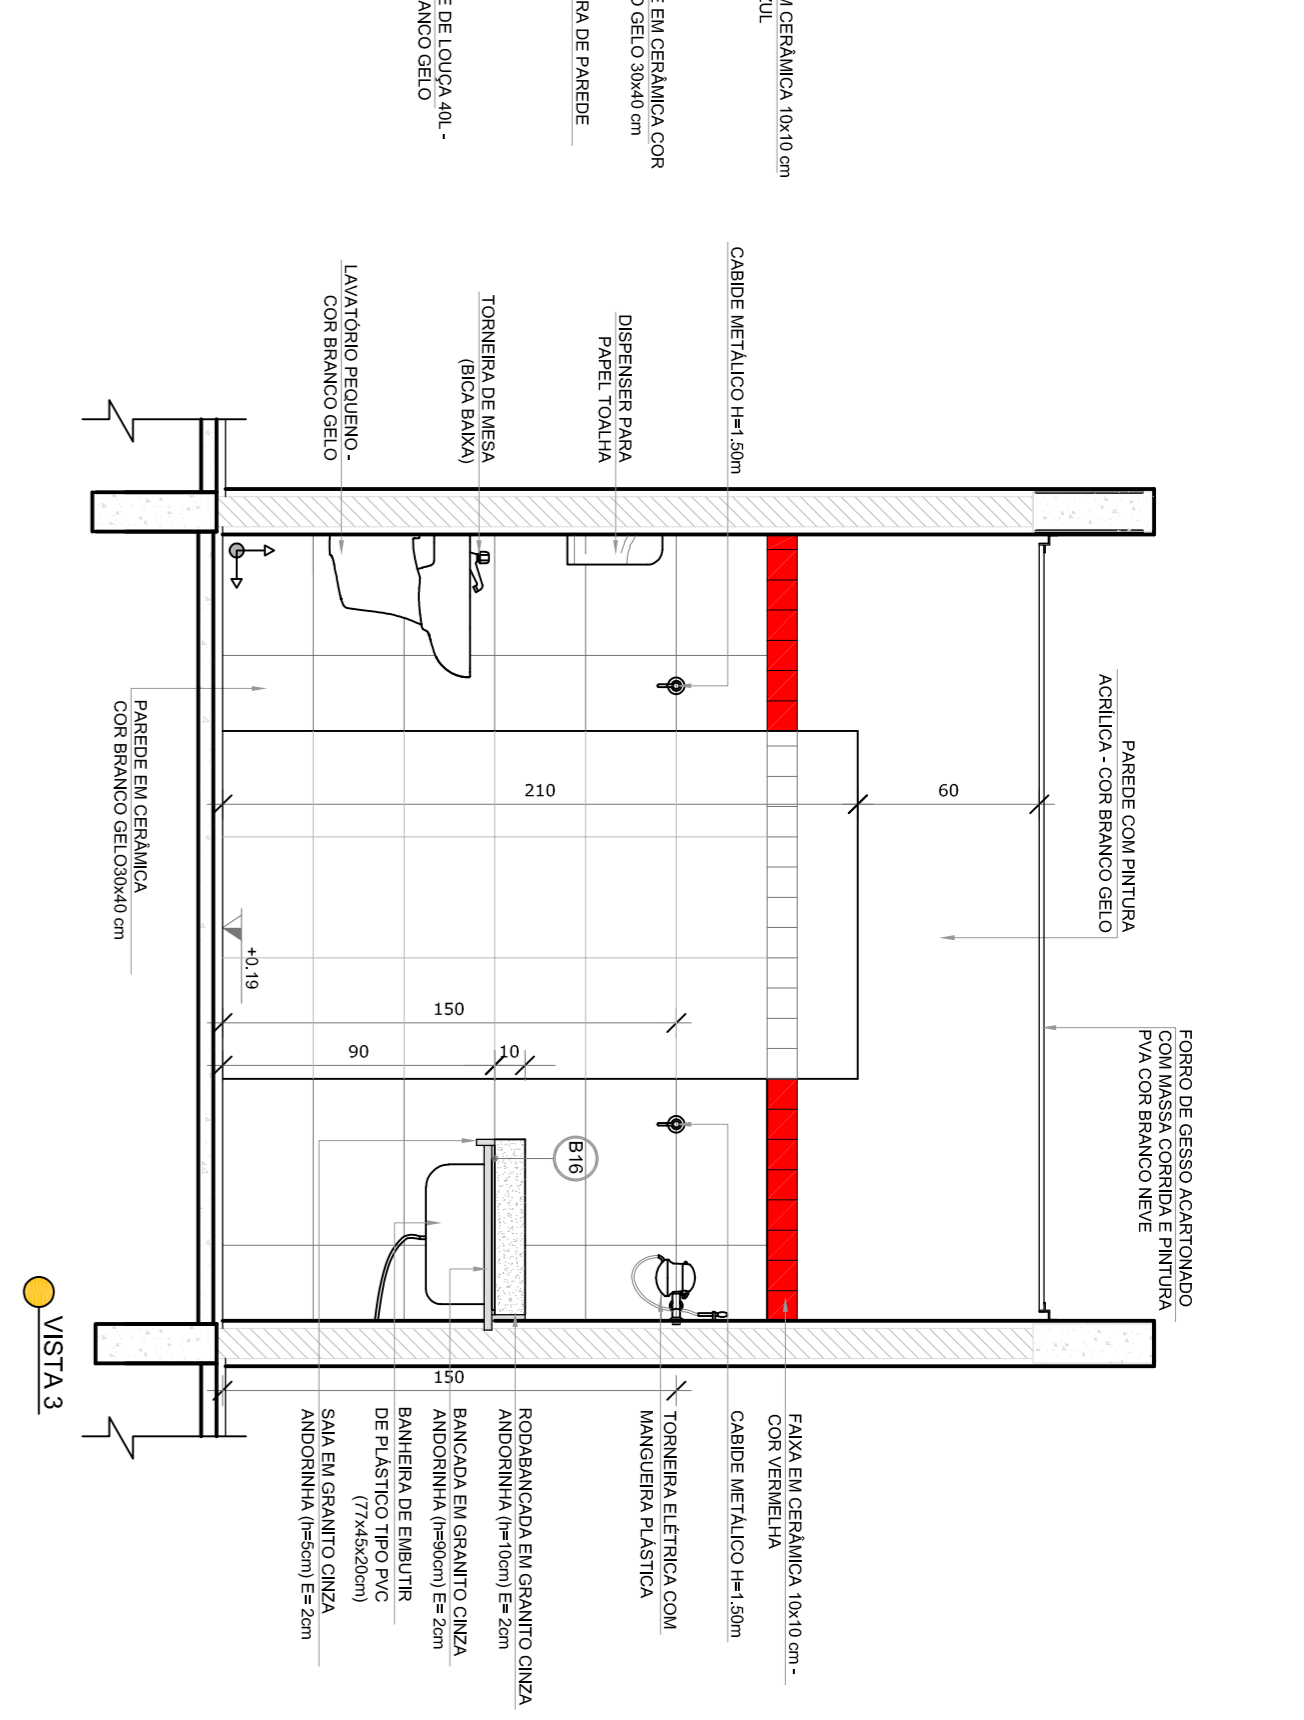 M CERÂMICA 10x10 cm
ZUL
E EM CERÂMICA COR
O GELO 30x40 cm
RA DE PAREDE
E DE LOUÇA 40L -
ANCO GELO
CABIDE METÁLICO H=1.50m
DISPENSER PARA
PAPEL TOALHA
TORNEIRA DE MESA
(BICA BAIXA)
LAVATÓRIO PEQUENO -
COR BRANCO GELO
PAREDE COM PINTURA
ACRÍLICA - COR BRANCO GELO
PAREDE EM CERÂMICA
COR BRANCO GELO30x40 cm
210
60
+0.19
150
90
10
FORRO DE GESSO ACARTONADO
COM MASSA CORRIDA E PINTURA
PVA COR BRANCO NEVE
B16
150
FAIXA EM CERÂMICA 10x10 cm -
COR VERMELHA
CABIDE METÁLICO H=1.50m
TORNEIRA ELÉTRICA COM
MANGUEIRA PLÁSTICA
RODABANCADA EM GRANITO CINZA
ANDORINHA (h=10cm) E= 2cm
BANCADA EM GRANITO CINZA
ANDORINHA (h=90cm) E= 2cm
BANHEIRA DE EMBUTIR
DE PLÁSTICO TIPO PVC
(77x45x20cm)
SAIA EM GRANITO CINZA
ANDORINHA (h=5cm) E= 2cm
VISTA 3